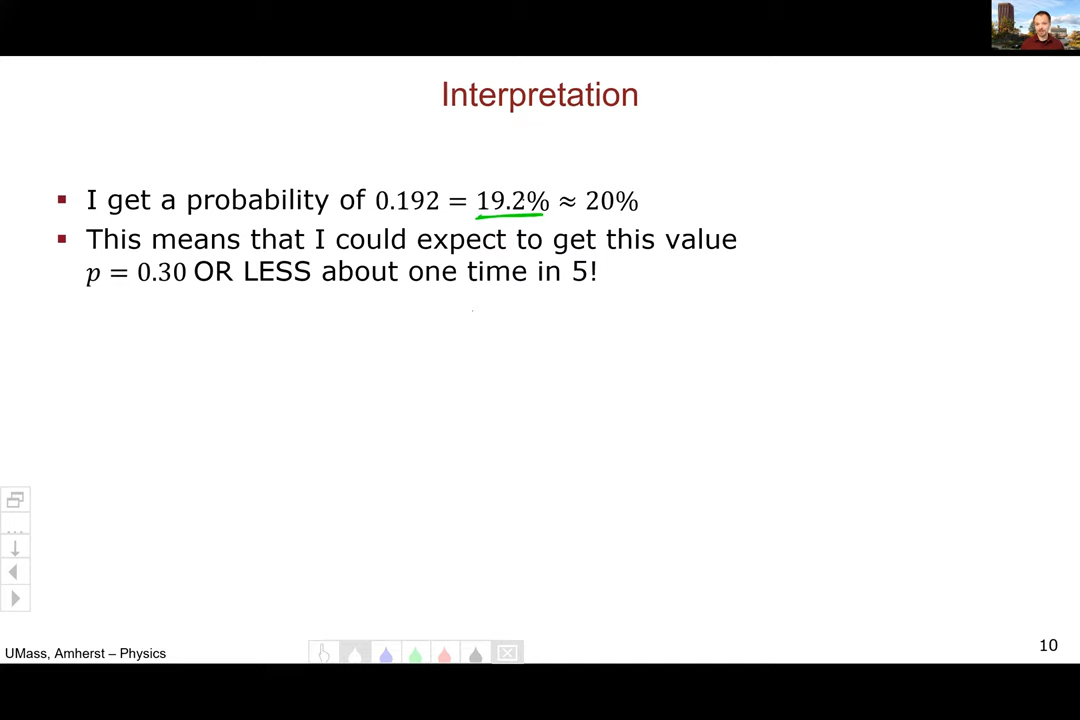 Interpretation
▪ I get a probability of 0.192 = 19.2% ≈ 20%
▪ This means that I could expect to get this value
p = 0.30 OR LESS about one time in 5!
UMass, Amherst – Physics
10